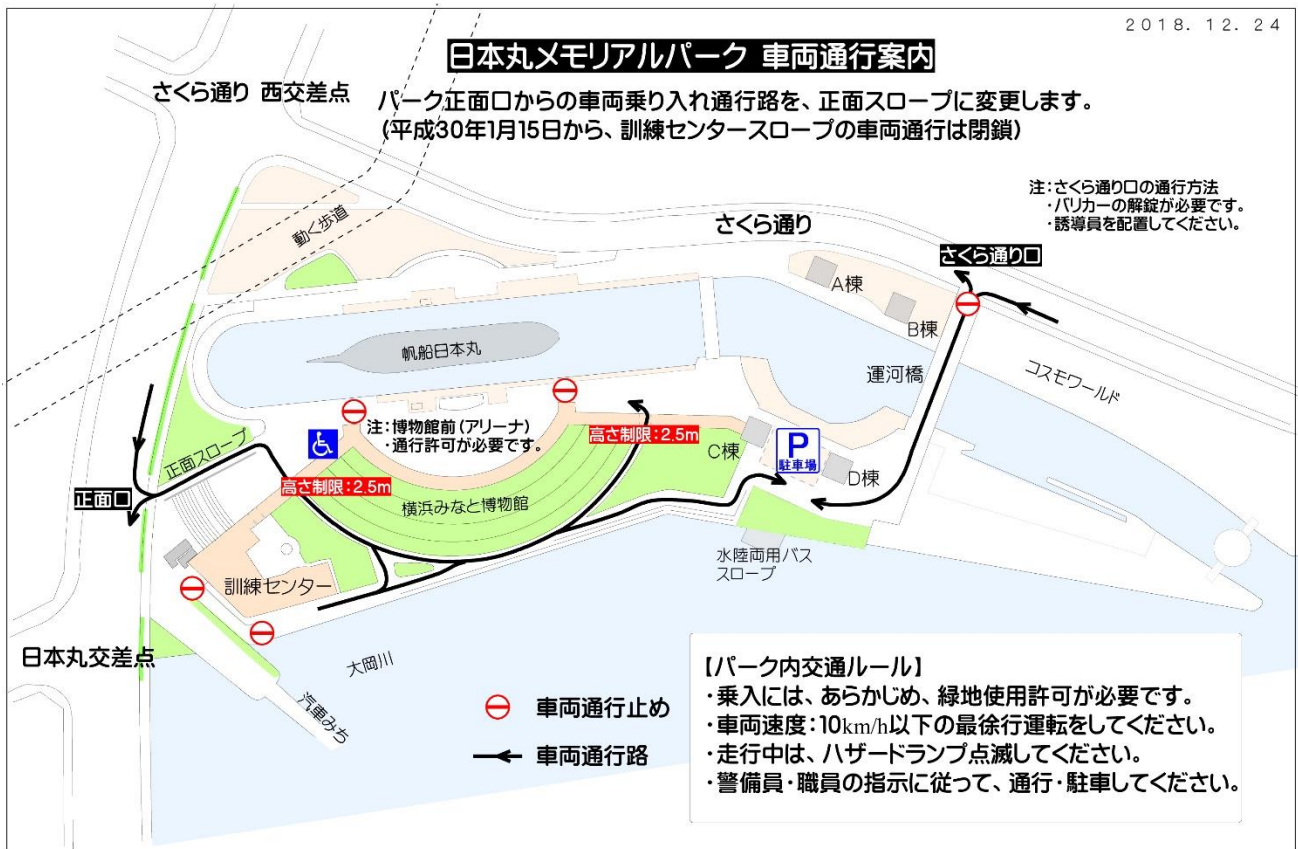 2018. 12. 24
日本丸メモリアルパーク 車両通行案内
さくら通り 西交差点
パーク正面口からの車両乗り入れ通行路を、正面スロープに変更します。
(平成30年1月15日から、訓練センタースロープの車両通行は閉鎖)
注:さくら通り口の通行方法
・バリカーの解錠が必要です。
・誘導員を配置してください。
動く歩道
さくら通り
さくら通り口
A棟
B棟
帆船日本丸
運河橋
コスモワールド
注:博物館前(アリーナ)
・通行許可が必要です。
高さ制限:2.5m
正面スロープ
C棟
P
駐車場
D棟
正面口
高さ制限:2.5m
横浜みなと博物館
水陸両用バス
スロープ
訓練センター
日本丸交差点
大岡川
汽車みち
車両通行止め
車両通行路
【パーク内交通ルール】
・乗入には、あらかじめ、緑地使用許可が必要です。
・車両速度:10km/h以下の最徐行運転をしてください。
・走行中は、ハザードランプ点滅してください。
・警備員・職員の指示に従って、通行・駐車してください。